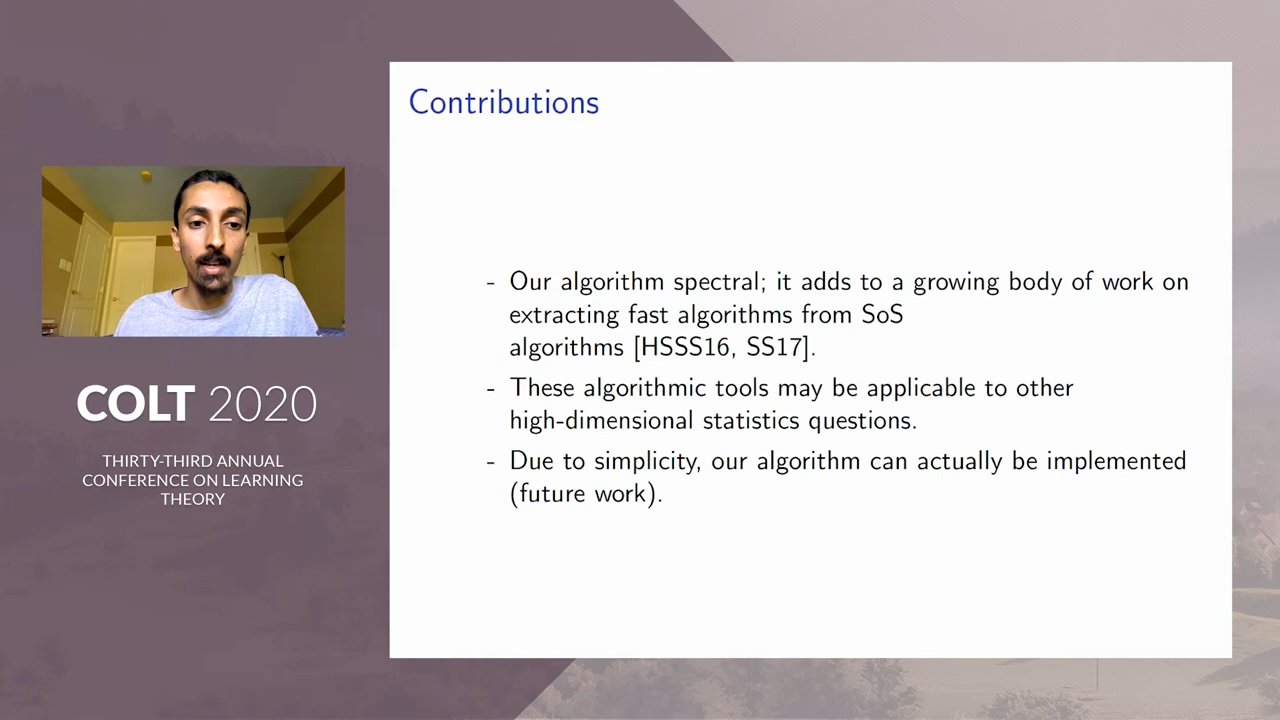 Contributions
- Our algorithm spectral; it adds to a growing body of work on
extracting fast algorithms from SoS
algorithms [HSSS16, SS17].
- These algorithmic tools may be applicable to other
high-dimensional statistics questions.
- Due to simplicity, our algorithm can actually be implemented
(future work).
COLT 2020
THIRTY-THIRD ANNUAL
CONFERENCE ON LEARNING
THEORY